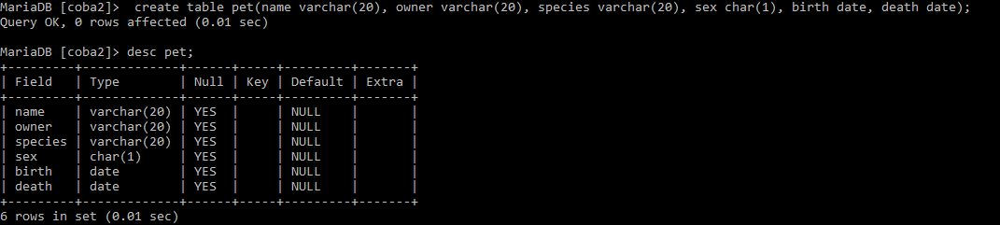 MariaDB [coba2]>  create table pet(name varchar(20), owner varchar(20), species varchar(20), sex char(1), birth date, death date);
Query OK, 0 rows affected (0.01 sec)

MariaDB [coba2]> desc pet;
+---------+-------------+------+-----+---------+-------+
| Field   | Type        | Null | Key | Default | Extra |
+---------+-------------+------+-----+---------+-------+
| name    | varchar(20) | YES  |     | NULL    |       |
| owner   | varchar(20) | YES  |     | NULL    |       |
| species | varchar(20) | YES  |     | NULL    |       |
| sex     | char(1)     | YES  |     | NULL    |       |
| birth   | date        | YES  |     | NULL    |       |
| death   | date        | YES  |     | NULL    |       |
+---------+-------------+------+-----+---------+-------+
6 rows in set (0.01 sec)